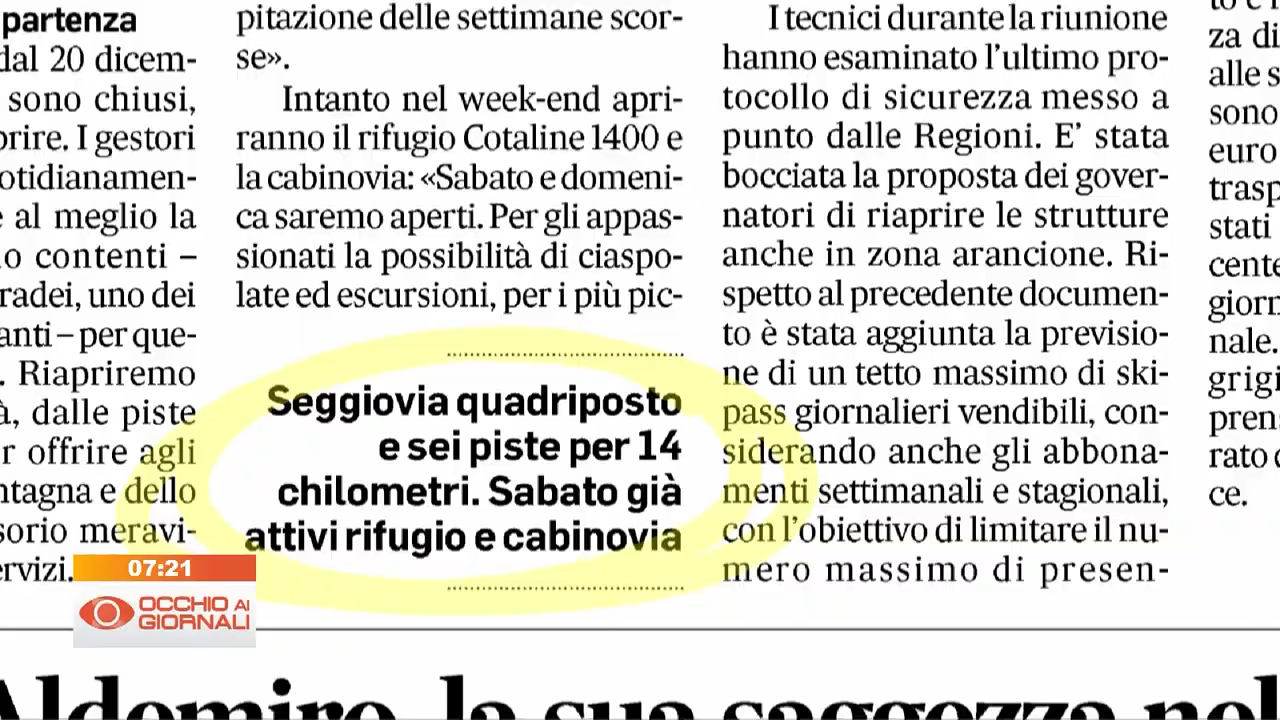 partenza
dal 20 dicem-
sono chiusi,
prire. I gestori
otidianamen-
e al meglio la
o contenti –
radei, uno dei
anti – per que-
. Riapriremo
à, dalle piste
r offrire agli
ntagna e dello
sorio meravi-
ervizi.
pitazione delle settimane scor-
se».
Intanto nel week-end apri-
ranno il rifugio Cotaline 1400 e
la cabinovia: «Sabato e domeni-
ca saremo aperti. Per gli appas-
sionati la possibilità di ciaspo-
late ed escursioni, per i più pic-
Seggiovia quadriposto
e sei piste per 14
chilometri. Sabato già
attivi rifugio e cabinovia
I tecnici durante la riunione
hanno esaminato l'ultimo pro-
tocollo di sicurezza messo a
punto dalle Regioni. E' stata
bocciata la proposta dei gover-
natori di riaprire le strutture
anche in zona arancione. Ri-
spetto al precedente documen-
to è stata aggiunta la previsio-
ne di un tetto massimo di ski-
pass giornalieri vendibili, con-
siderando anche gli abbona-
menti settimanali e stagionali,
con l'obiettivo di limitare il nu-
mero massimo di presen-
za di
alle s
sono
euro
trasp
stati
cente
giorn
nale.
grigi
pren
rato
ce.
07:21
OCCHIO AI
GIORNALI
Aldomiro, la sua saggezza nel